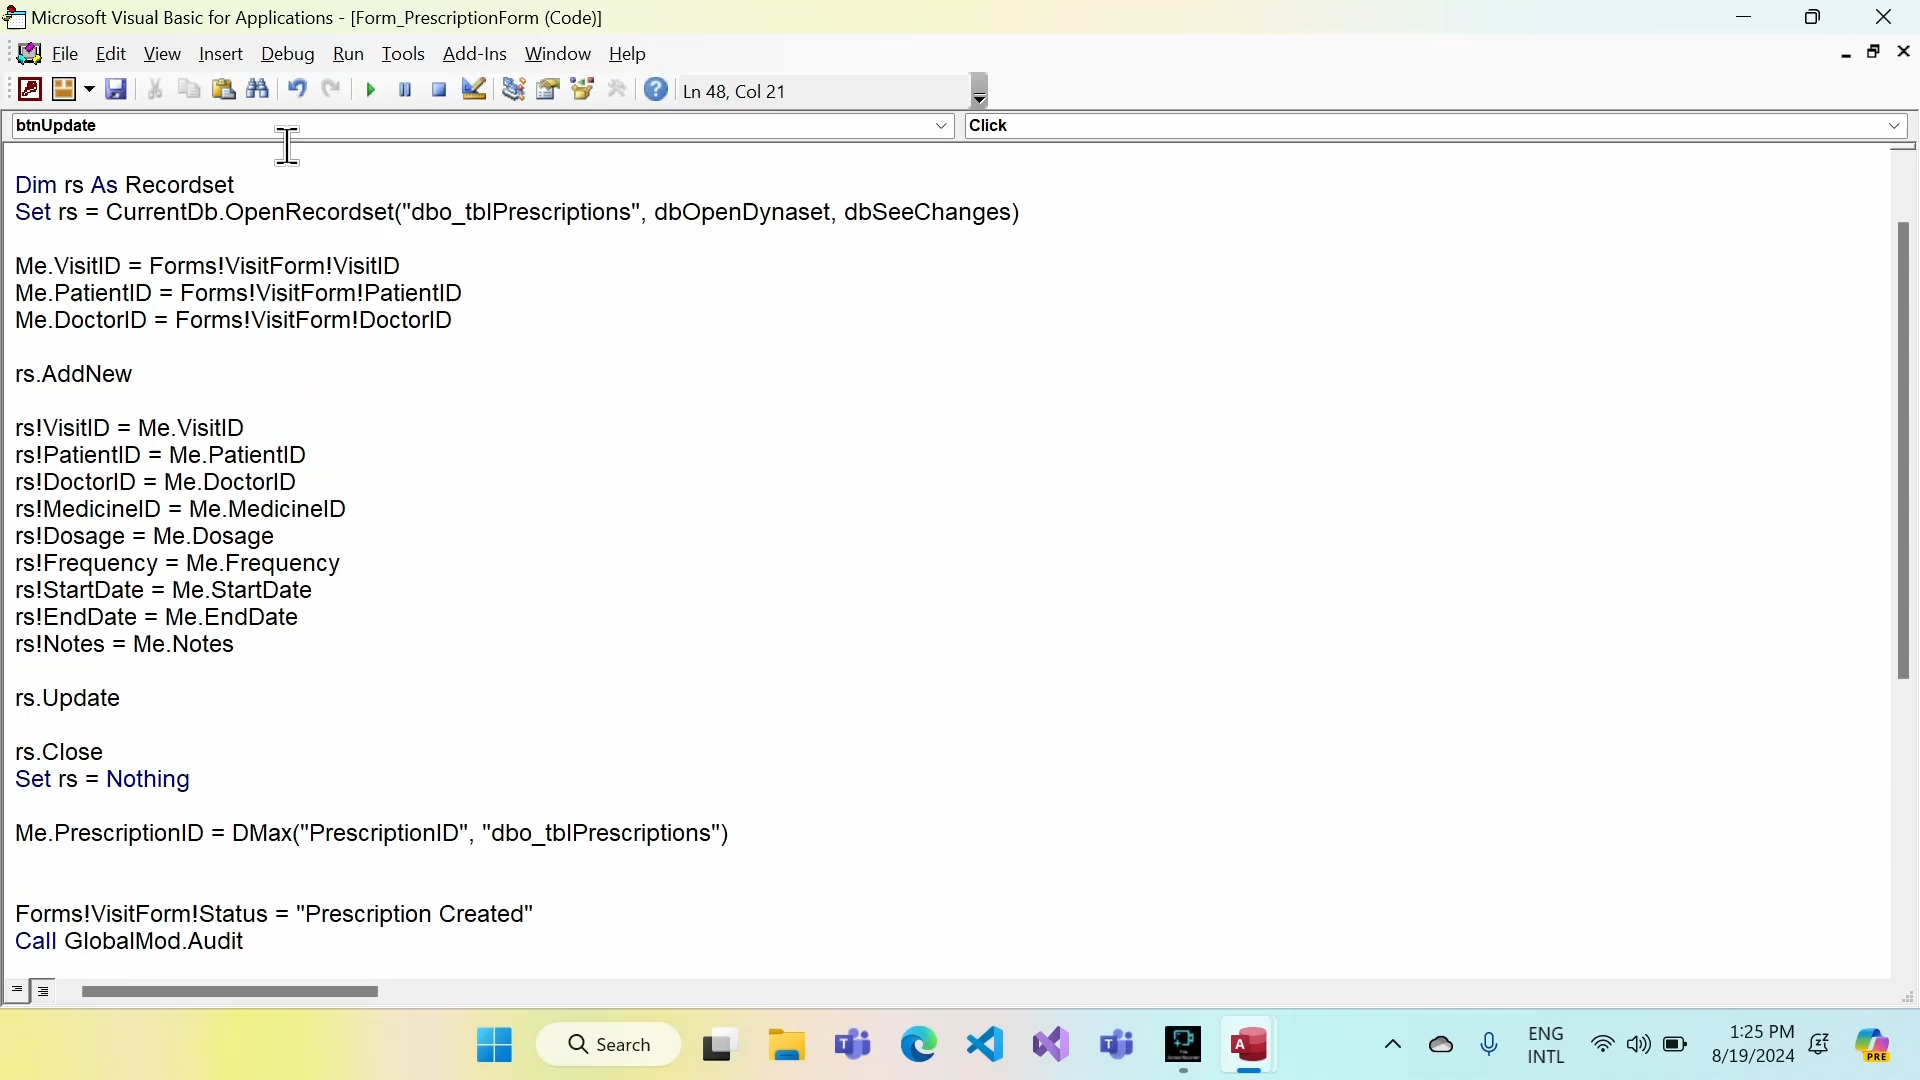 Microsoft Visual Basic for Applications - [Form_PrescriptionForm (Code)]
File Edit View Insert Debug Run Tools Add-Ins Window Help
Ln 48, Col 21
btnUpdate Click
Dim rs As Recordset
Set rs = CurrentDb.OpenRecordset("dbo_tblPrescriptions", dbOpenDynaset, dbSeeChanges)
Me.VisitID = Forms!VisitForm!VisitID
Me.PatientID = Forms!VisitForm!PatientID
Me.DoctorID = Forms!VisitForm!DoctorID
rs.AddNew
rs!VisitID = Me.VisitID
rs!PatientID = Me.PatientID
rs!DoctorID = Me.DoctorID
rs!MedicineID = Me.MedicineID
rs!Dosage = Me.Dosage
rs!Frequency = Me.Frequency
rs!StartDate = Me.StartDate
rs!EndDate = Me.EndDate
rs!Notes = Me.Notes
rs.Update
rs.Close
Set rs = Nothing
Me.PrescriptionID = DMax("PrescriptionID", "dbo_tblPrescriptions")
Forms!VisitForm!Status = "Prescription Created"
Call GlobalMod.Audit
Search
ENG
INTL
1:25 PM
8/19/2024
PRE